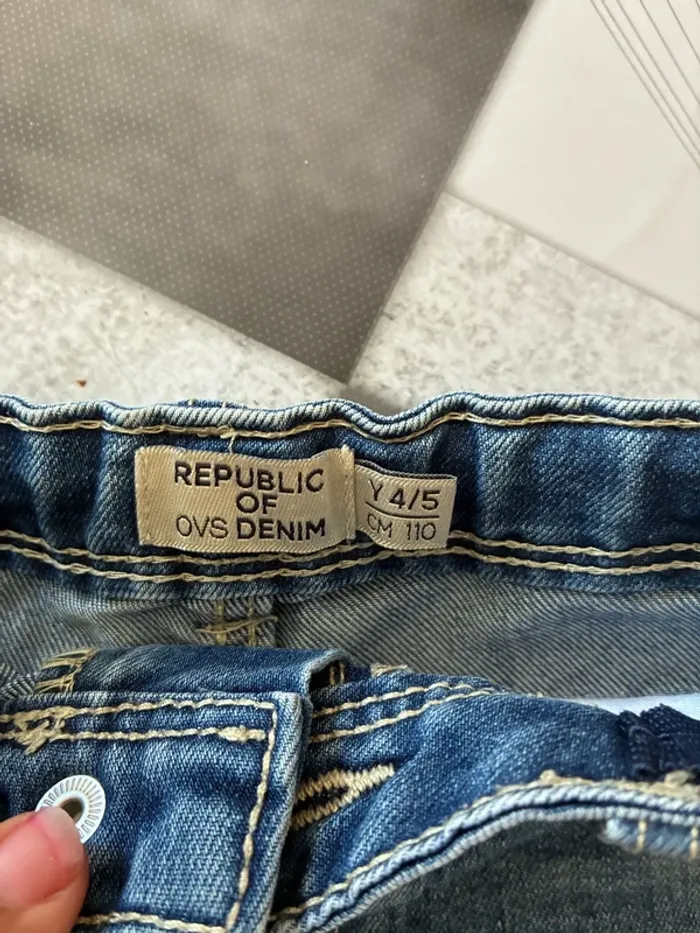 REPUBLIC
OF
OVS DENIM
Y 4/5
CM 110